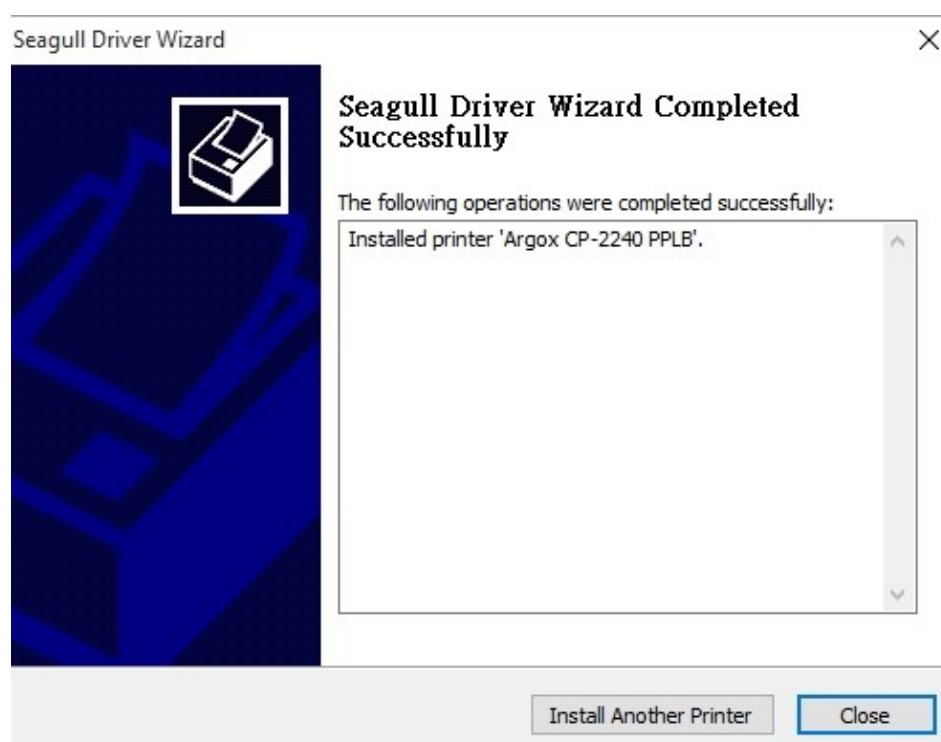 Seagull Driver Wizard
Seagull Driver Wizard Completed
Successfully
The following operations were completed successfully:
Installed printer 'Argox CP-2240 PPLB'.
Install Another Printer
Close